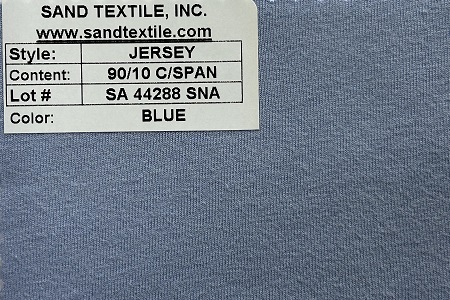 SAND TEXTILE, INC.
www.sandtextile.com
Style: JERSEY
Content: 90/10 C/SPAN
Lot # SA 44288 SNA
Color: BLUE